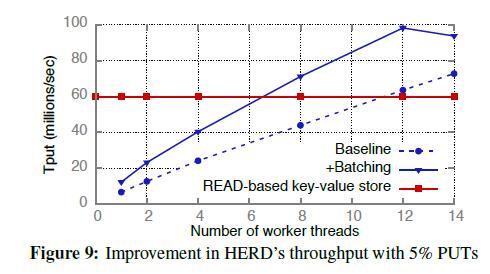 100
80
60
40
20
0
Tput (millions/sec)
Baseline
+Batching
READ-based key-value store
0 2 4 6 8 10 12 14
Number of worker threads
Figure 9: Improvement in HERD's throughput with 5% PUTs